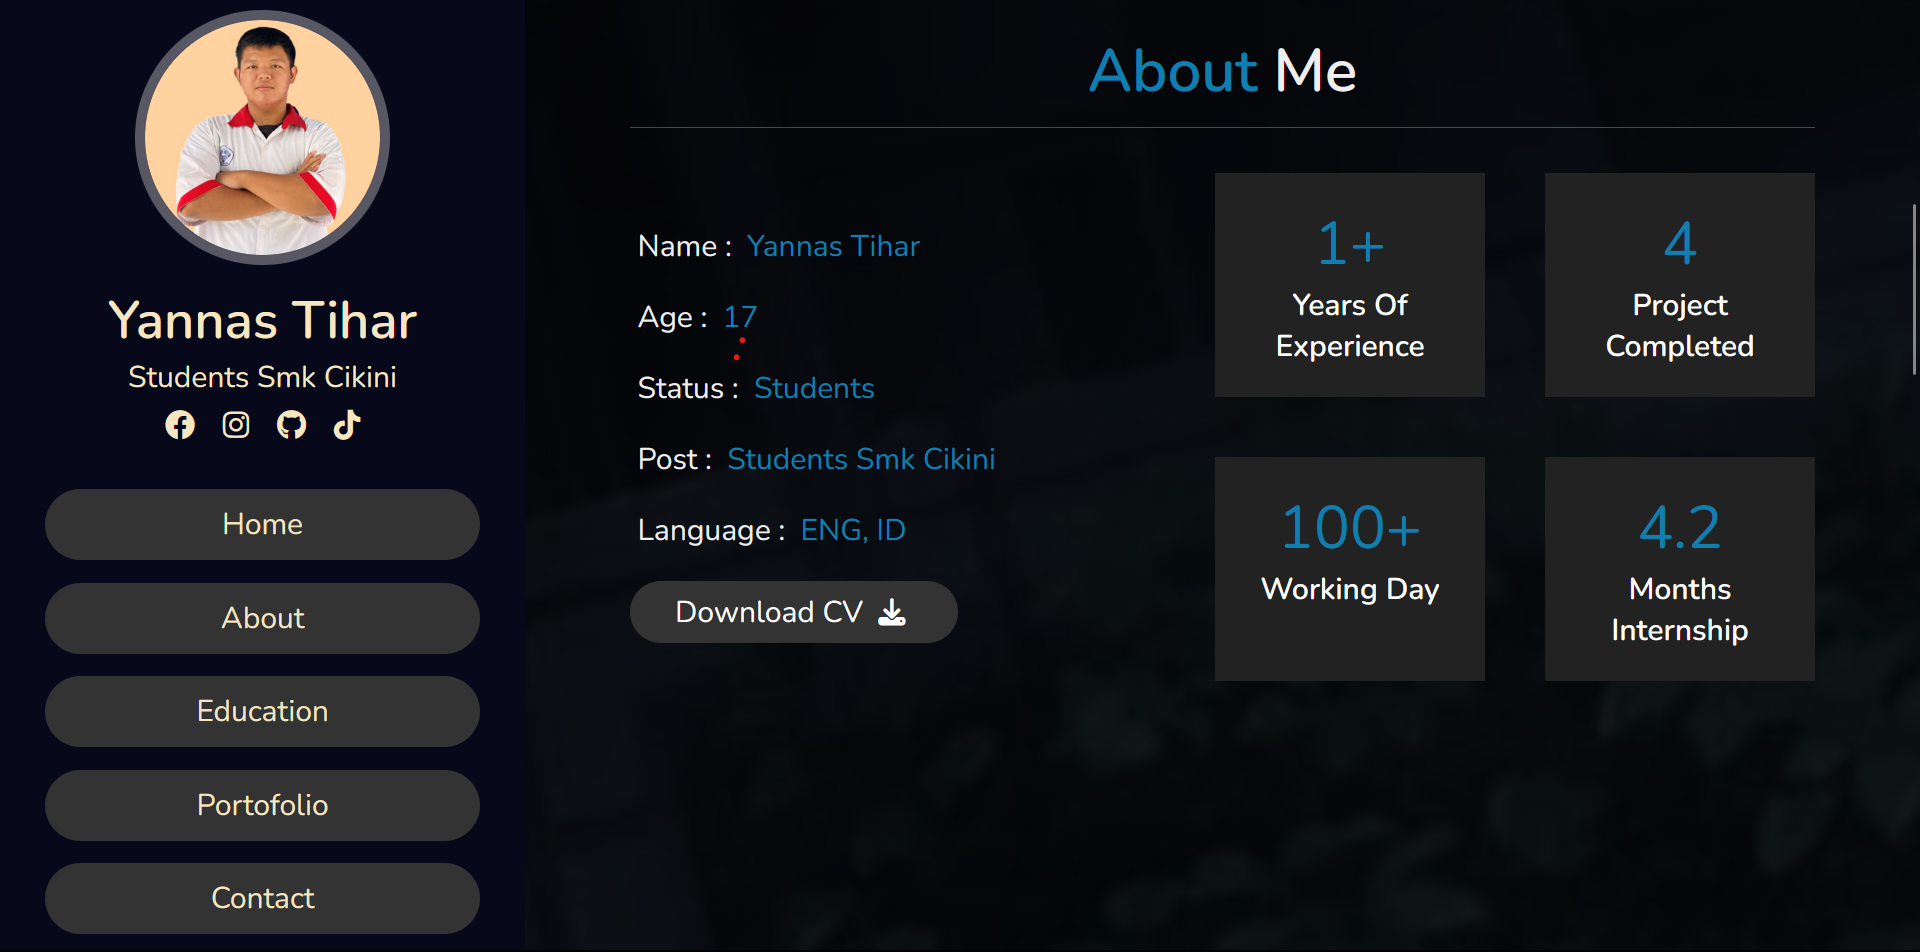 Yannas Tihar
Students Smk Cikini
Home
About
Education
Portofolio
Contact
About Me
Name : Yannas Tihar
Age : 17
Status : Students
Post : Students Smk Cikini
Language : ENG, ID
Download CV
1+
Years Of
Experience
4
Project
Completed
100+
Working Day
4.2
Months
Internship